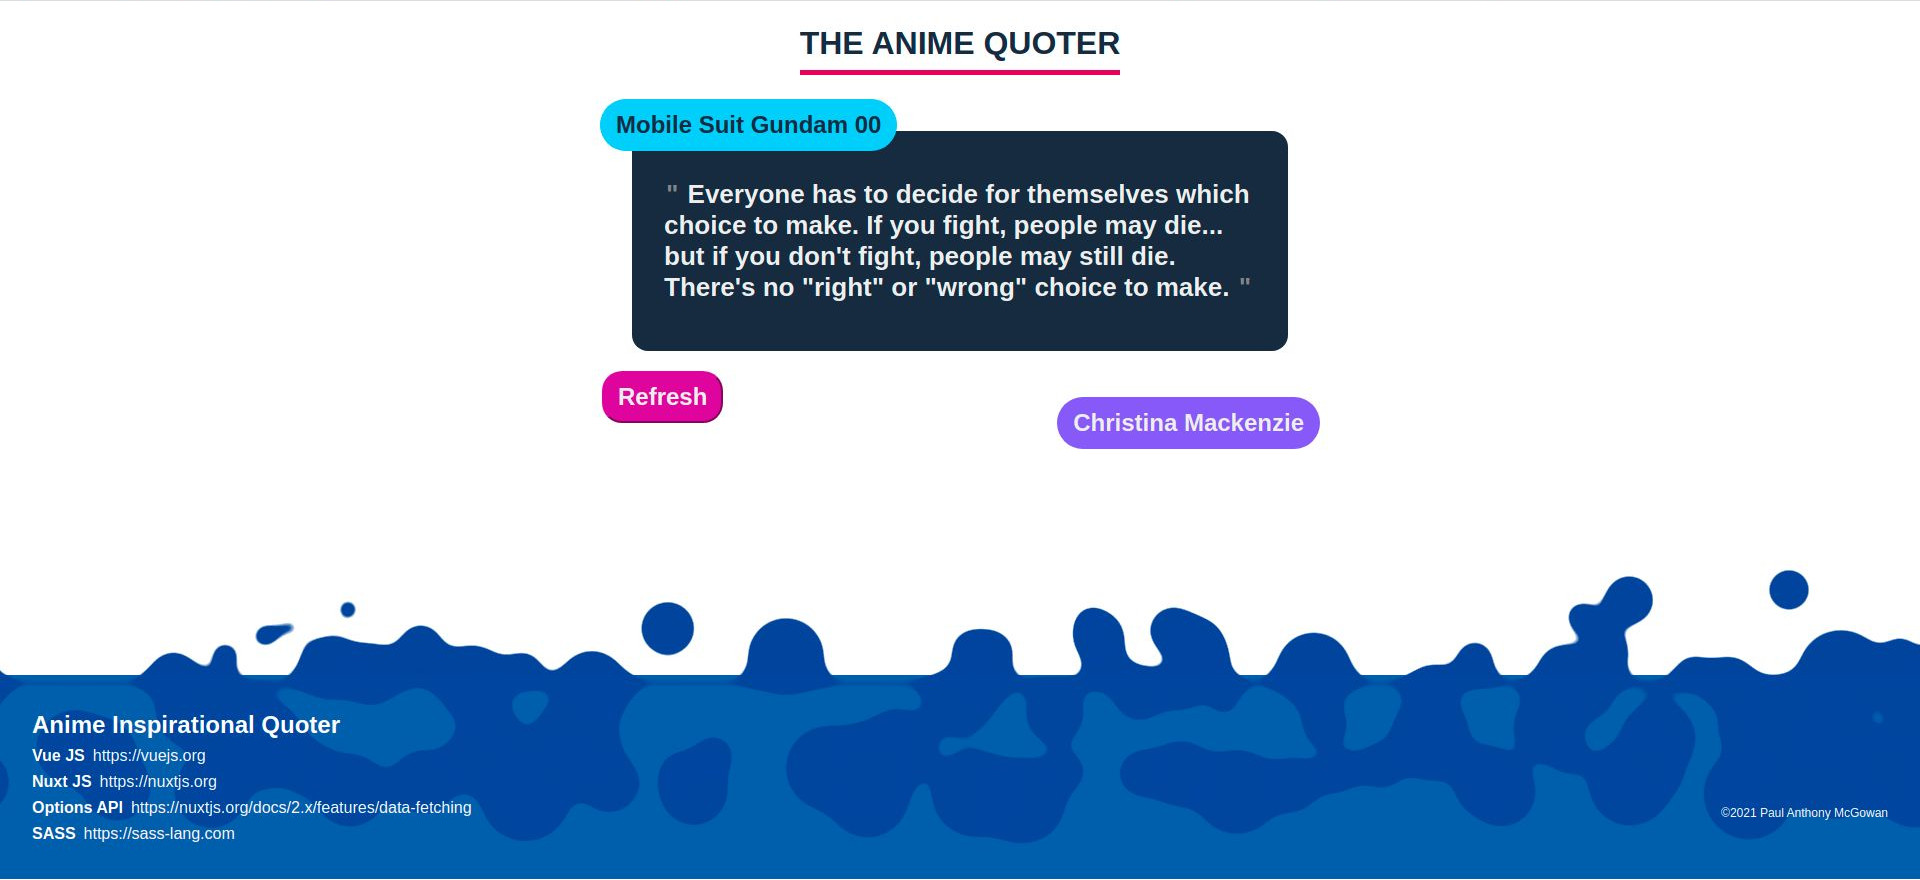 THE ANIME QUOTER
Mobile Suit Gundam 00
" Everyone has to decide for themselves which
choice to make. If you fight, people may die...
but if you don't fight, people may still die.
There's no "right" or "wrong" choice to make. "
Refresh
Christina Mackenzie
Anime Inspirational Quoter
Vue JS https://vuejs.org
Nuxt JS https://nuxtjs.org
Options API https://nuxtjs.org/docs/2.x/features/data-fetching
SASS https://sass-lang.com
©2021 Paul Anthony McGowan